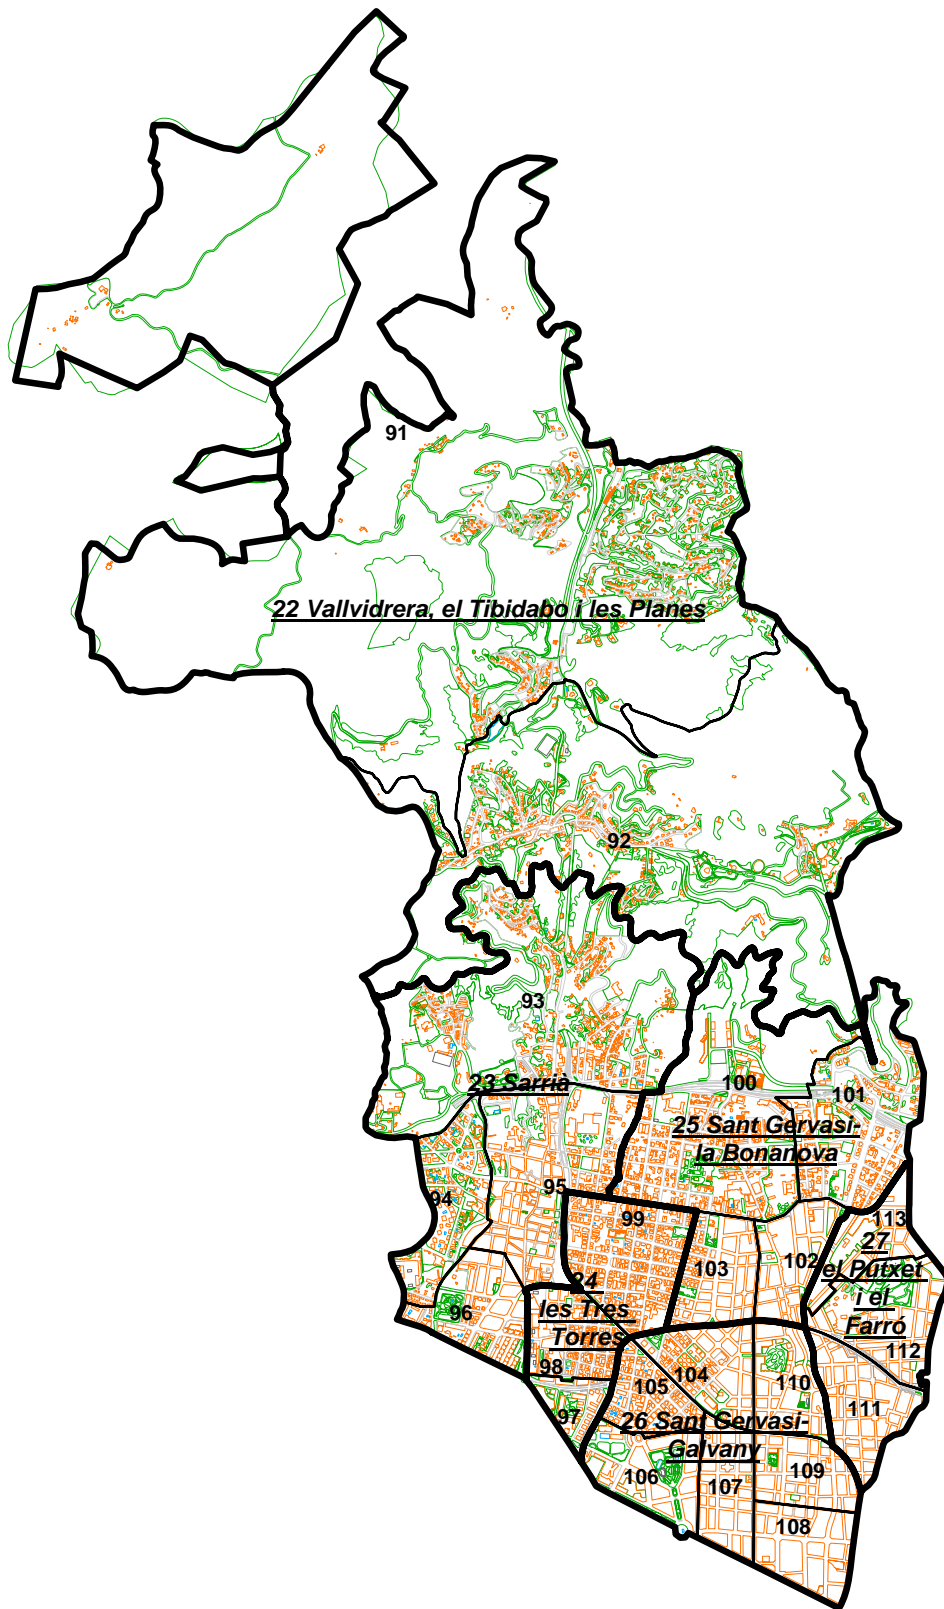 91
22 Vallvidrera, el Tibidabo i les Planes
92
93
23 Sarrià
100
101
25 Sant Gervasi-
la Bonanova
94
95
99
113
103
102
27
el Putxet
i el
Farró
24
les Tres
Torres
96
98
112
104
105
110
111
97
26 Sant Gervasi-
Galvany
106
107
109
108